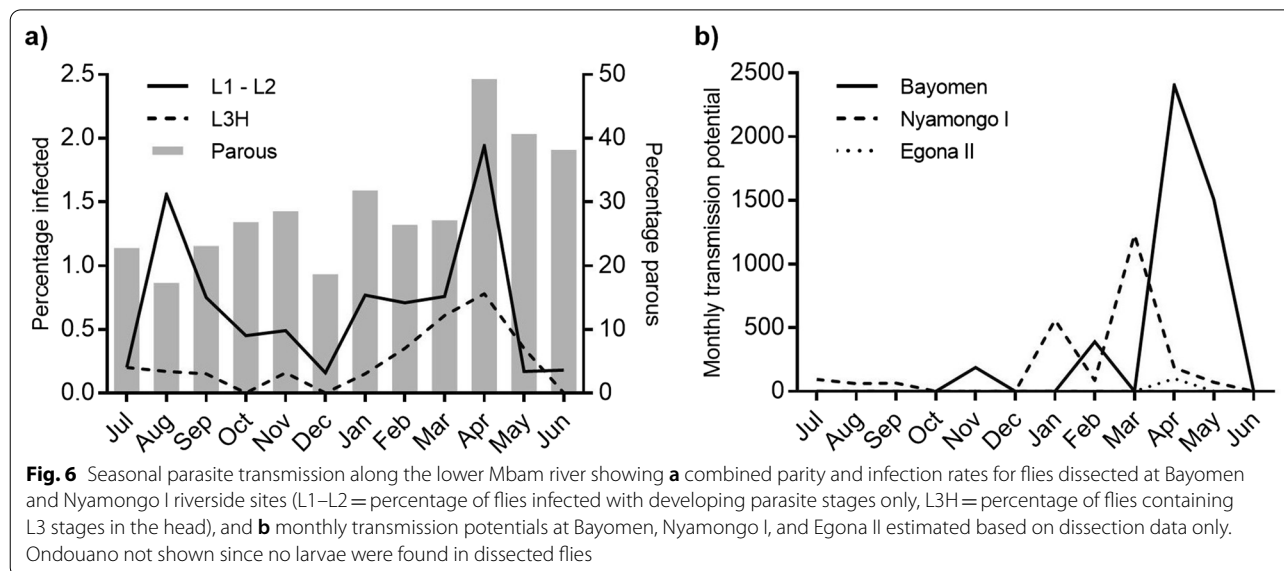 a)
L1 - L2
L3H
Parous
Percentage infected
2.5
2.0
1.5
1.0
0.5
0.0
50
40
30
20
10
0
Percentage parous
Jul Aug Sep Oct Nov Dec Jan Feb Mar Apr May Jun
b)
Bayomen
Nyamongo I
Egona II
Monthly transmission potential
2500
2000
1500
1000
500
0
Jul Aug Sep Oct Nov Dec Jan Feb Mar Apr May Jun
Fig. 6 Seasonal parasite transmission along the lower Mbam river showing a combined parity and infection rates for flies dissected at Bayomen
and Nyamongo I riverside sites (L1–L2 = percentage of flies infected with developing parasite stages only, L3H = percentage of flies containing
L3 stages in the head), and b monthly transmission potentials at Bayomen, Nyamongo I, and Egona II estimated based on dissection data only.
Ondouano not shown since no larvae were found in dissected flies